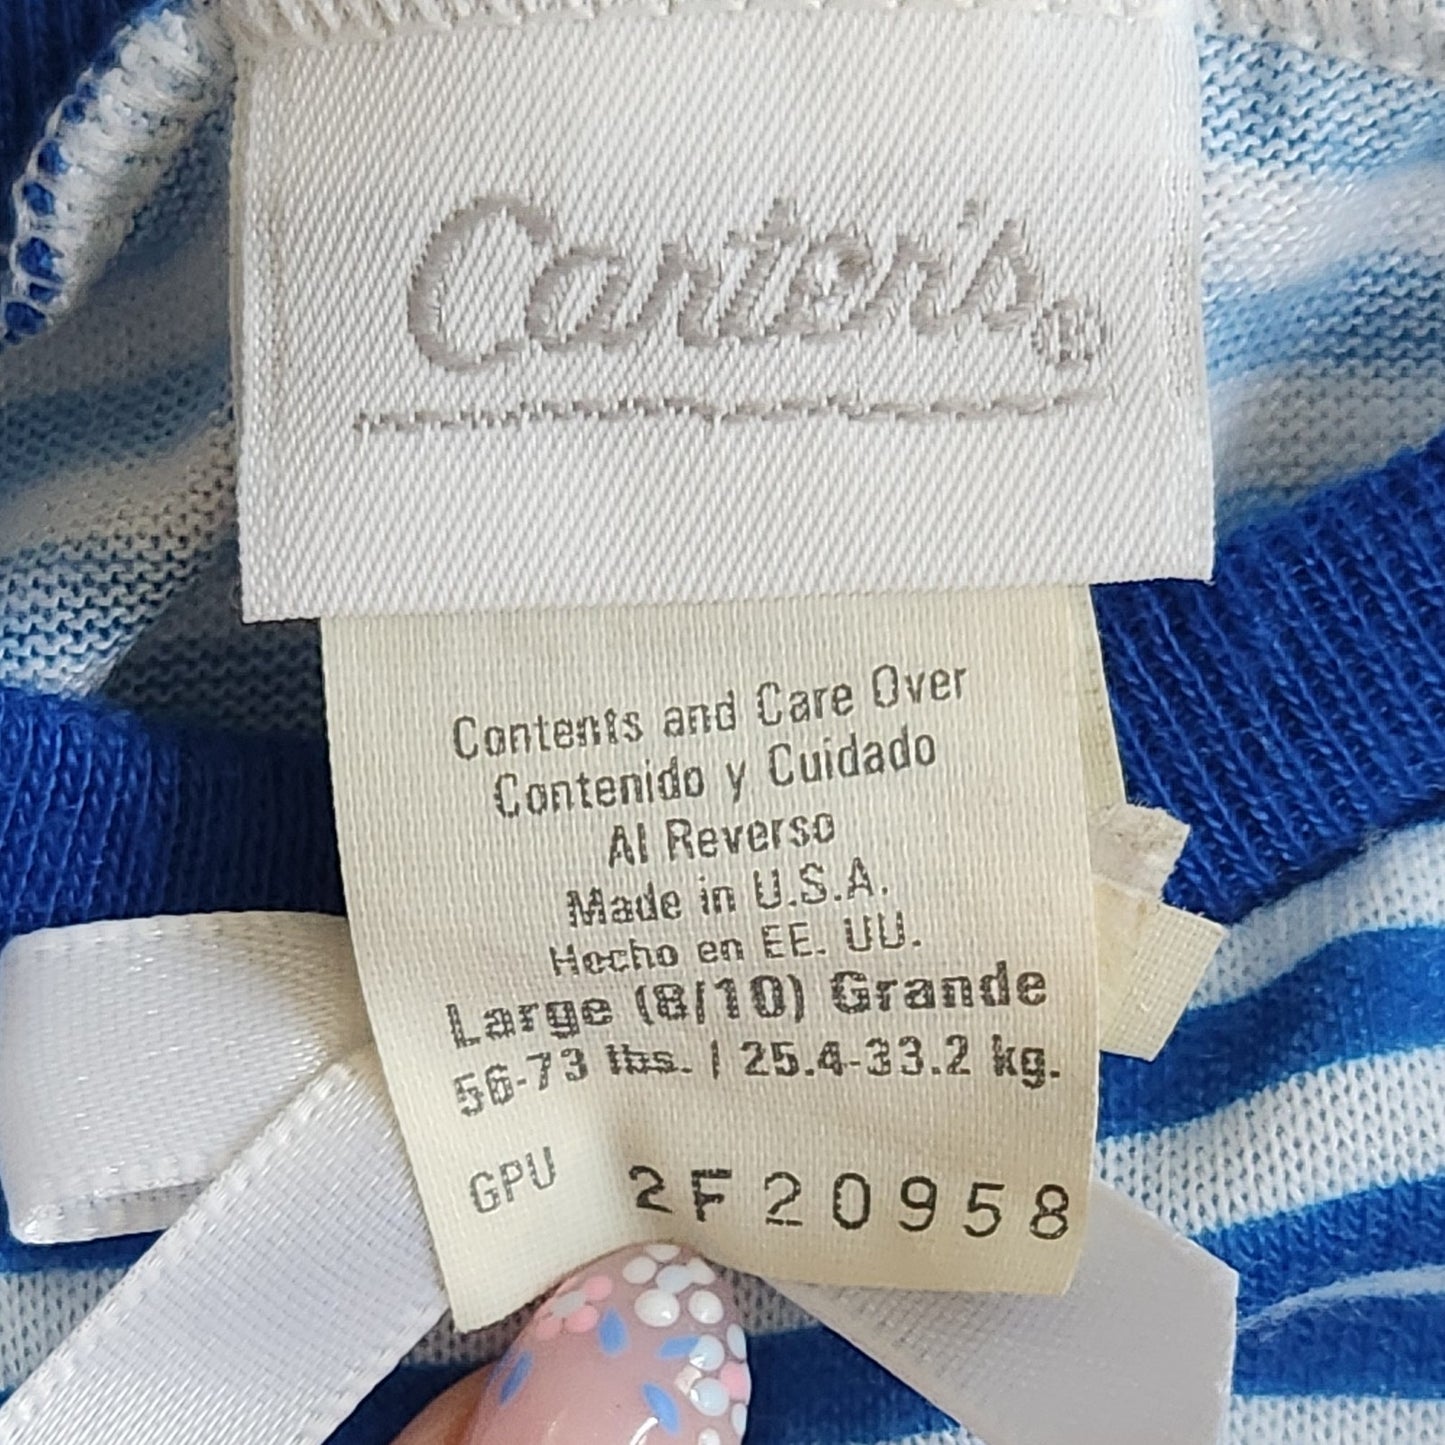 Carter's®
Contents and Care Over
Contenido y Cuidado
Al Reverso
Made in U.S.A.
Hecho en EE. UU.
Large (8/10) Grande
56-73 lbs. | 25.4-33.2 kg.
GPU 2F20958